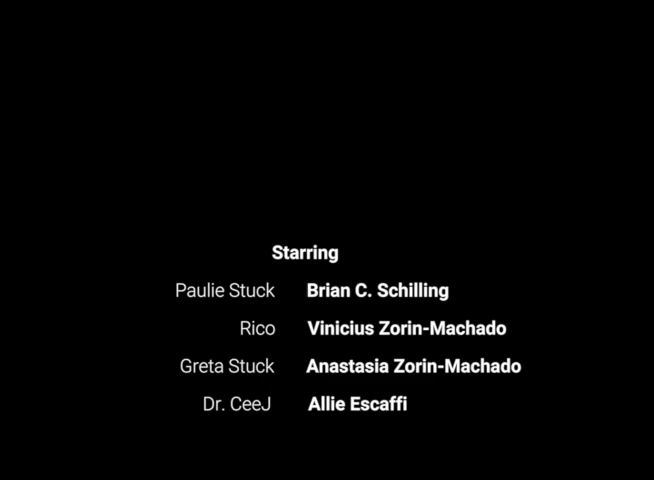 Starring
Paulie Stuck Brian C. Schilling
Rico Vinicius Zorin-Machado
Greta Stuck Anastasia Zorin-Machado
Dr. CeeJ Allie Escaffi